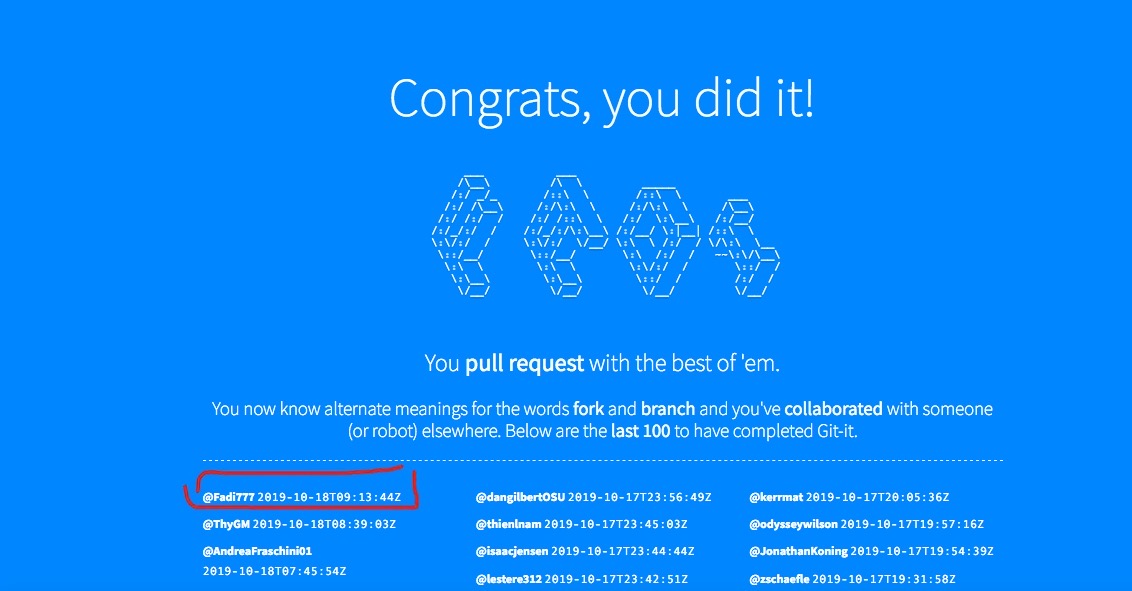 Congrats, you did it!
You pull request with the best of 'em.
You now know alternate meanings for the words fork and branch and you've collaborated with someone
(or robot) elsewhere. Below are the last 100 to have completed Git-it.
@Fadi777 2019-10-18T09:13:44Z
@ThyGM 2019-10-18T08:39:03Z
@AndreaFraschini01
2019-10-18T07:45:54Z
@dangilbertOSU 2019-10-17T23:56:49Z
@thienlnam 2019-10-17T23:45:03Z
@isaacjensen 2019-10-17T23:44:44Z
@lestere312 2019-10-17T23:42:51Z
@kerrmat 2019-10-17T20:05:36Z
@odysseywilson 2019-10-17T19:57:16Z
@JonathanKoning 2019-10-17T19:54:39Z
@zschaefle 2019-10-17T19:31:58Z